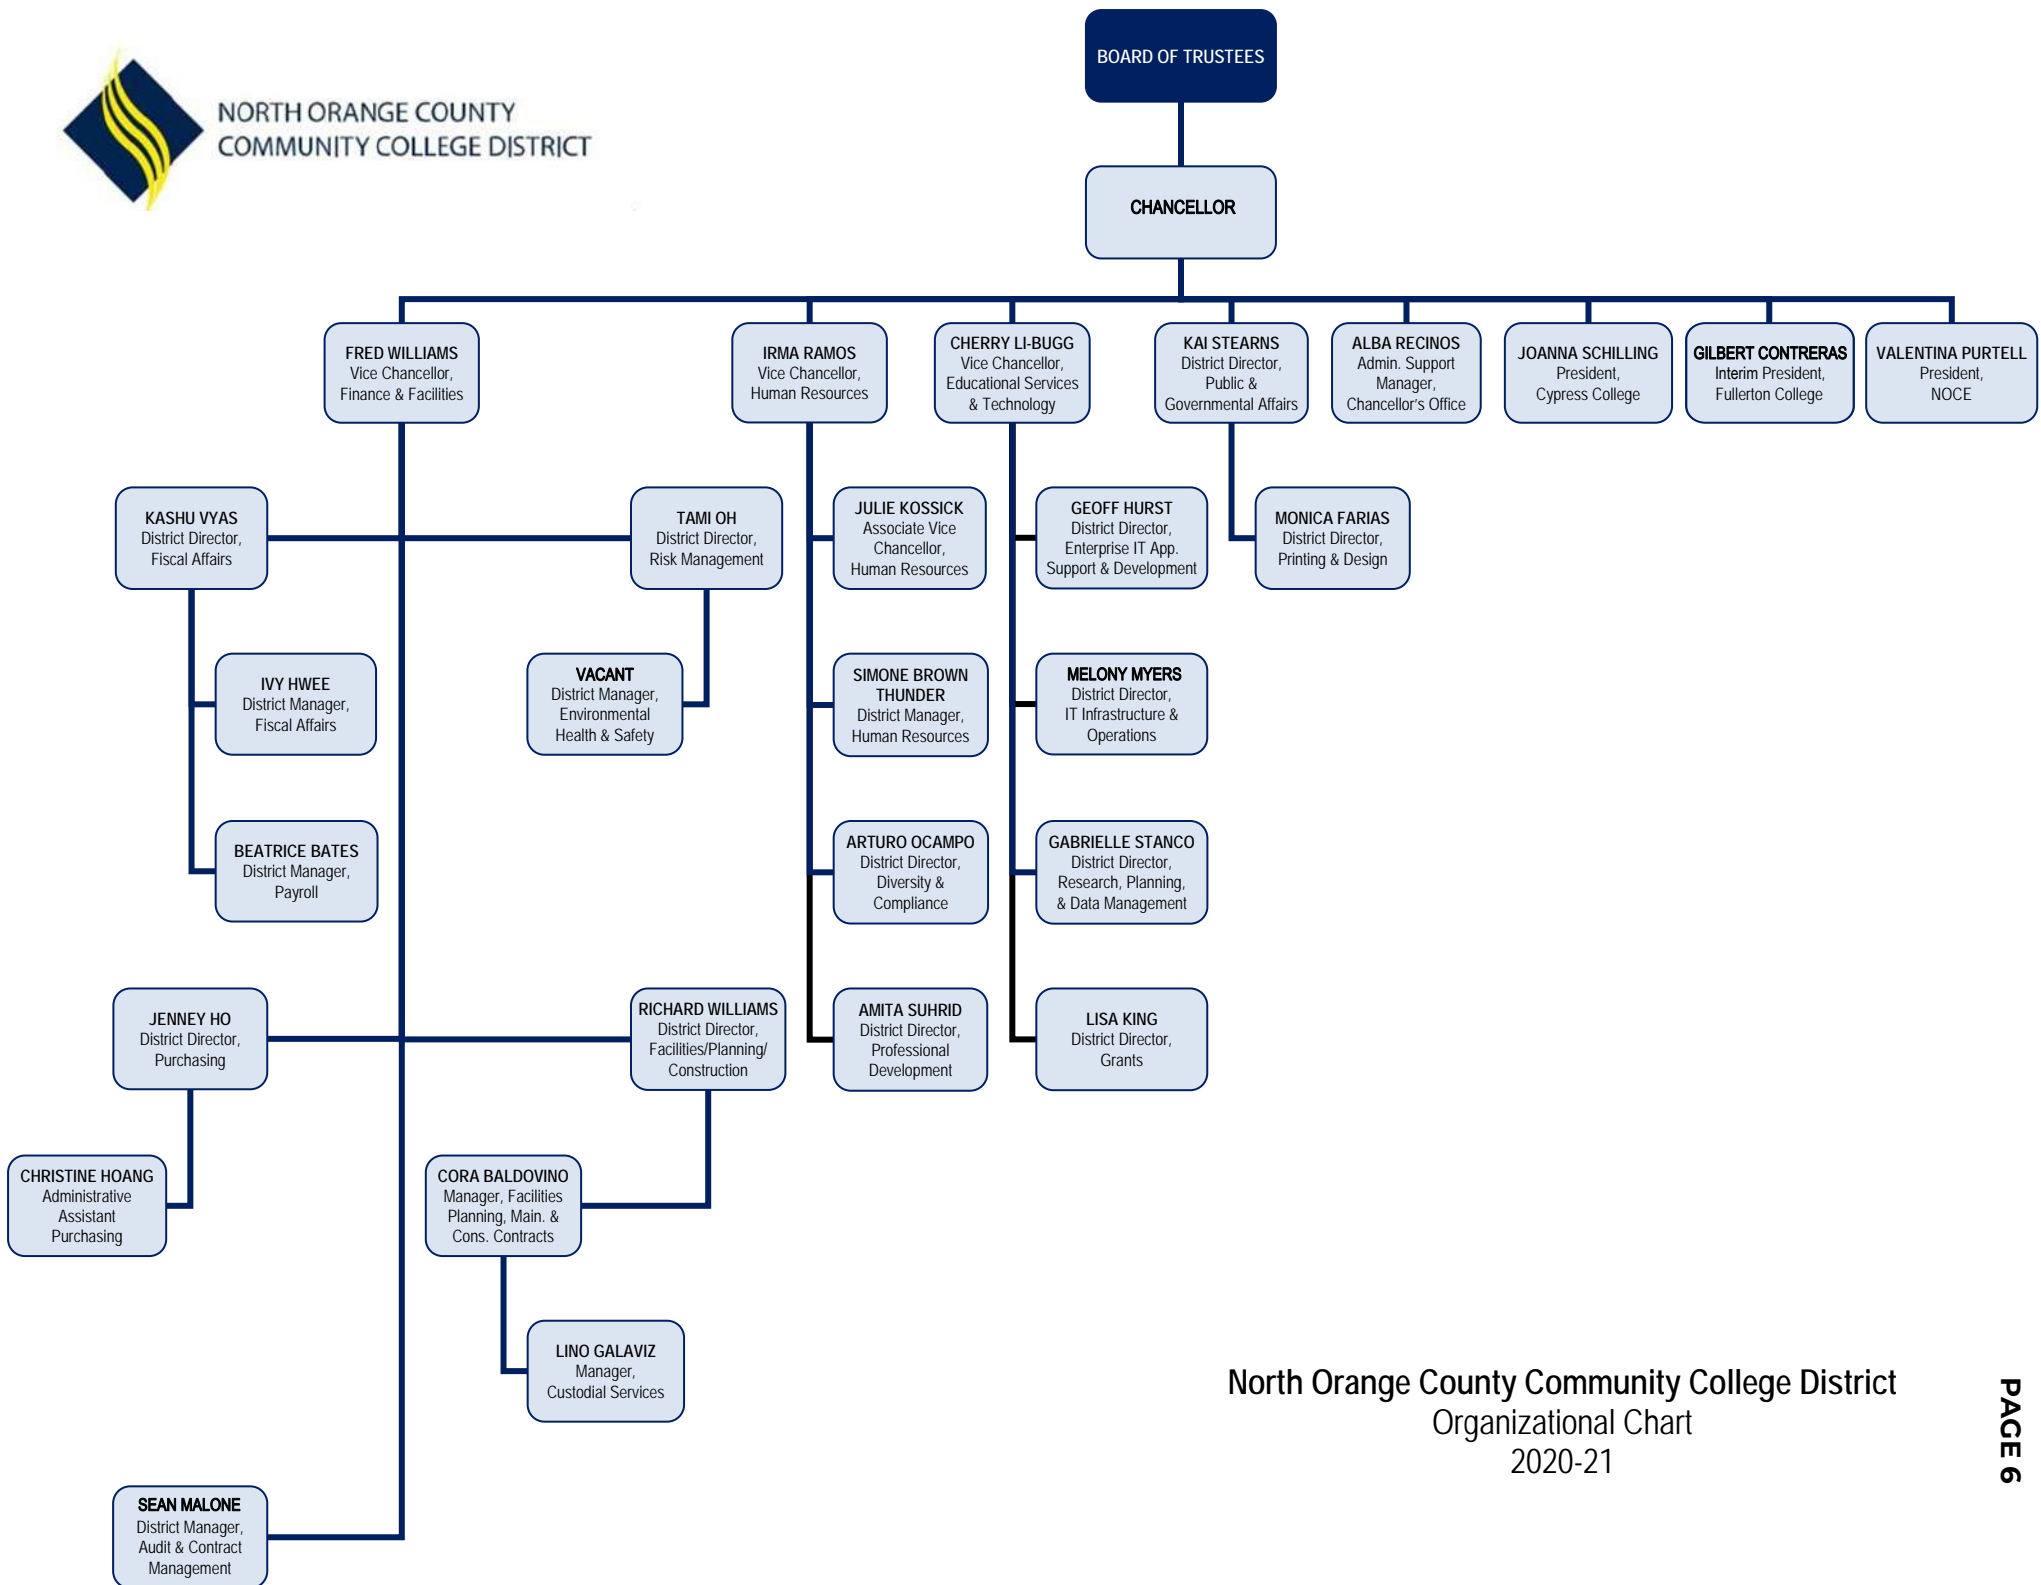 NORTH ORANGE COUNTY
COMMUNITY COLLEGE DISTRICT
BOARD OF TRUSTEES
CHANCELLOR
FRED WILLIAMS
Vice Chancellor,
Finance & Facilities
IRMA RAMOS
Vice Chancellor,
Human Resources
CHERRY LI-BUGG
Vice Chancellor,
Educational Services
& Technology
KAI STEARNS
District Director,
Public &
Governmental Affairs
ALBA RECINOS
Admin. Support
Manager,
Chancellor's Office
JOANNA SCHILLING
President,
Cypress College
GILBERT CONTRERAS
Interim President,
Fullerton College
VALENTINA PURTELL
President,
NOCE
KASHU VYAS
District Director,
Fiscal Affairs
TAMI OH
District Director,
Risk Management
JULIE KOSSICK
Associate Vice
Chancellor,
Human Resources
GEOFF HURST
District Director,
Enterprise IT App.
Support & Development
MONICA FARIAS
District Director,
Printing & Design
IVY HWEE
District Manager,
Fiscal Affairs
VACANT
District Manager,
Environmental
Health & Safety
SIMONE BROWN
THUNDER
District Manager,
Human Resources
MELONY MYERS
District Director,
IT Infrastructure &
Operations
BEATRICE BATES
District Manager,
Payroll
ARTURO OCAMPO
District Director,
Diversity &
Compliance
GABRIELLE STANCO
District Director,
Research, Planning,
& Data Management
JENNEY HO
District Director,
Purchasing
RICHARD WILLIAMS
District Director,
Facilities/Planning/
Construction
AMITA SUHRID
District Director,
Professional
Development
LISA KING
District Director,
Grants
CHRISTINE HOANG
Administrative
Assistant
Purchasing
CORA BALDOVINO
Manager, Facilities
Planning, Main. &
Cons. Contracts
LINO GALAVIZ
Manager,
Custodial Services
SEAN MALONE
District Manager,
Audit & Contract
Management
North Orange County Community College District
Organizational Chart
2020-21
PAGE 6